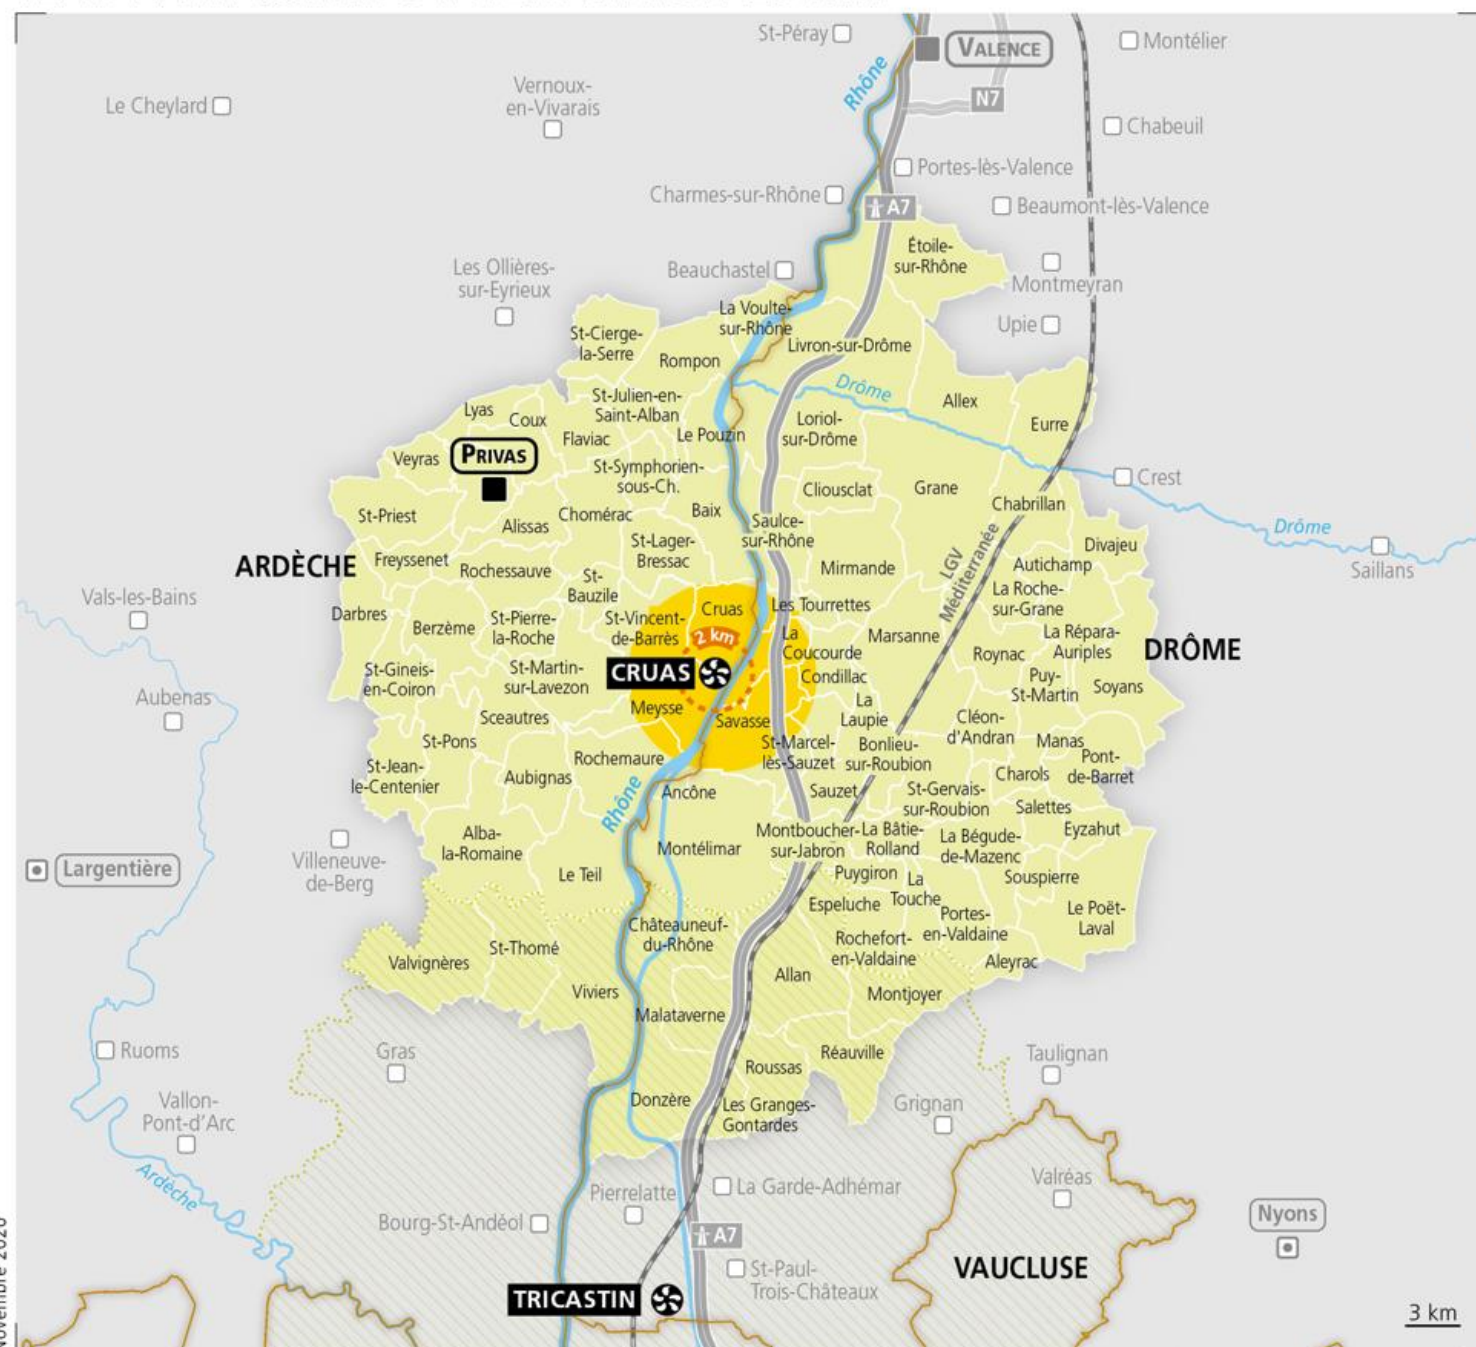 St-Péray
VALENCE
Montélier
Rhône
Vernoux-
en-Vivarais
Le Cheylard
N7
Chabeuil
Portes-lès-Valence
Charmes-sur-Rhône
A7
Beaumont-lès-Valence
Étoile-
sur-Rhône
Les Ollières-
sur-Eyrieux
Beauchastel
Montmeyran
La Voulte-
sur-Rhône
Upie
St-Cierge-
la-Serre
Livron-sur-Drôme
Rompon
Drôme
St-Julien-en-
Saint-Alban
Allex
Lyas
Coux
Loriol-
sur-Drôme
Eurre
Flaviac
Le Pouzin
Veyras
PRIVAS
St-Symphorien-
sous-Ch.
Crest
Cliousclat
Grane
Chabrillan
St-Priest
Alissas
Chomérac
Baix
Saulce-
sur-Rhône
Drôme
St-Lager-
Bressac
Divajeu
ARDÈCHE
Freyssenet
Rochessauve
Mirmande
LGV
Méditerranée
Autichamp
Saillans
St-
Bauzile
La Roche-
sur-Grane
Vals-les-Bains
Darbres
Berzème
St-Pierre-
la-Roche
St-Vincent-
de-Barrès
Cruas
Les Tourrettes
2 km
La
Coucourde
Marsanne
La Répara-
Auriples
DRÔME
Roynac
St-Gineis-
en-Coiron
St-Martin-
sur-Lavezon
CRUAS
Condillac
Puy-
St-Martin
Soyans
Aubenas
Meysse
La
Laupie
Sceautres
Savasse
Cléon-
d'Andran
St-Pons
St-Marcel-
lès-Sauzet
Bonlieu-
sur-Roubion
Manas
Pont-
de-Barret
St-Jean-
le-Centenier
Rochemaure
Aubignas
Charols
Rhône
Ancône
Sauzet
St-Gervais-
sur-Roubion
Salettes
Alba-
la-Romaine
Montboucher-
sur-Jabron
La Bâtie-
Rolland
La Bégude-
de-Mazenc
Eyzahut
Villeneuve-
de-Berg
Montélimar
Largentière
Le Teil
Puygiron
La
Touche
Souspierre
Espeluche
Portes-
en-Valdaine
Le Poët-
Laval
Châteauneuf-
du-Rhône
Rochefort-
en-Valdaine
St-Thomé
Valvignères
Aleyrac
Allan
Viviers
Montjoyer
Malataverne
Ruoms
Gras
Réauville
Taulignan
Roussas
Vallon-
Pont-d'Arc
Donzère
Les Granges-
Gontardes
Grignan
Ardèche
Pierrelatte
La Garde-Adhémar
Valréas
Bourg-St-Andéol
A7
Nyons
St-Paul-
Trois-Châteaux
VAUCLUSE
TRICASTIN
3 km
Novembre 2020